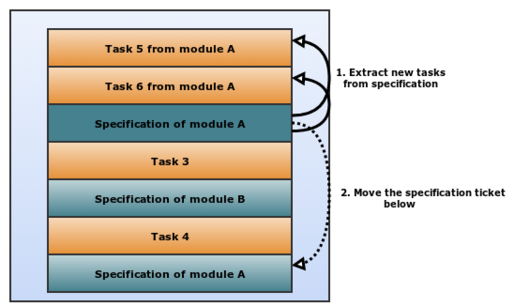 Task 5 from module A
Task 6 from module A
Specification of module A
Task 3
Specification of module B
Task 4
Specification of module A
1. Extract new tasks
from specification
2. Move the specification ticket
below